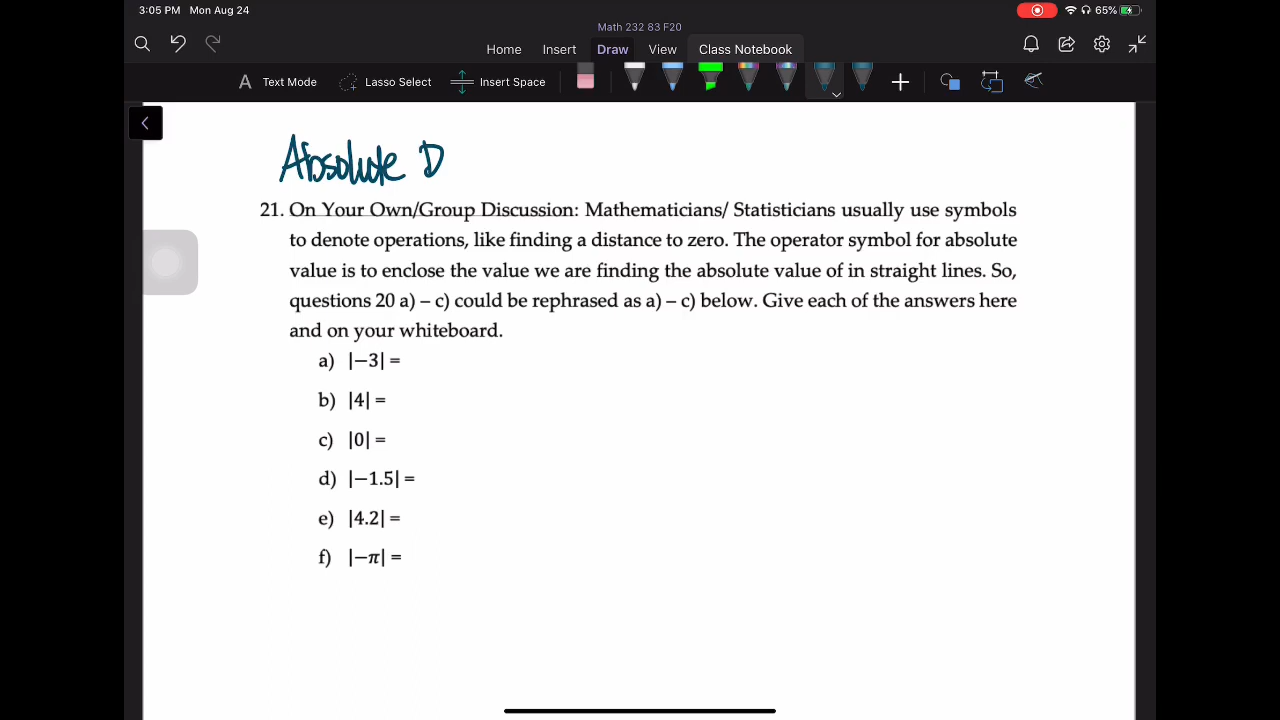 3:05 PM Mon Aug 24
65%
Math 232 83 F20
Home Insert Draw View Class Notebook
A Text Mode Lasso Select Insert Space
Absolute D
21. On Your Own/Group Discussion: Mathematicians/ Statisticians usually use symbols
to denote operations, like finding a distance to zero. The operator symbol for absolute
value is to enclose the value we are finding the absolute value of in straight lines. So,
questions 20 a) – c) could be rephrased as a) – c) below. Give each of the answers here
and on your whiteboard.
a) |−3| =
b) |4| =
c) |0| =
d) |−1.5| =
e) |4.2| =
f) |−π| =